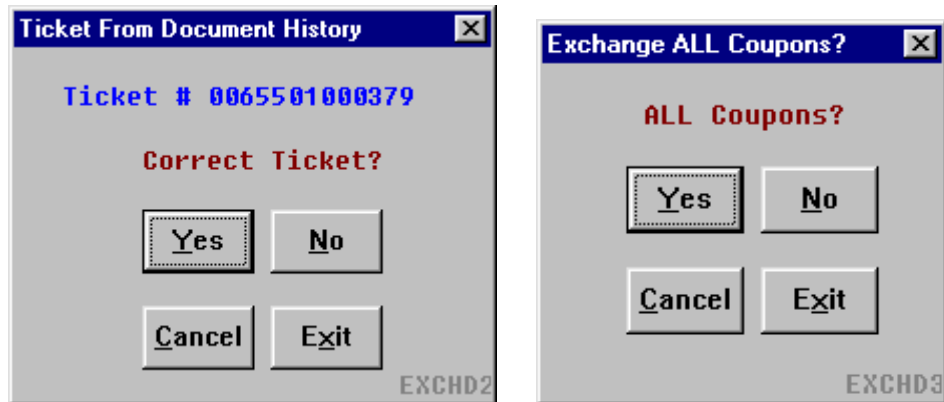 Ticket From Document History
Ticket # 0065501000379
Correct Ticket?
Yes No
Cancel Exit
EXCHD2
Exchange ALL Coupons?
ALL Coupons?
Yes No
Cancel Exit
EXCHD3